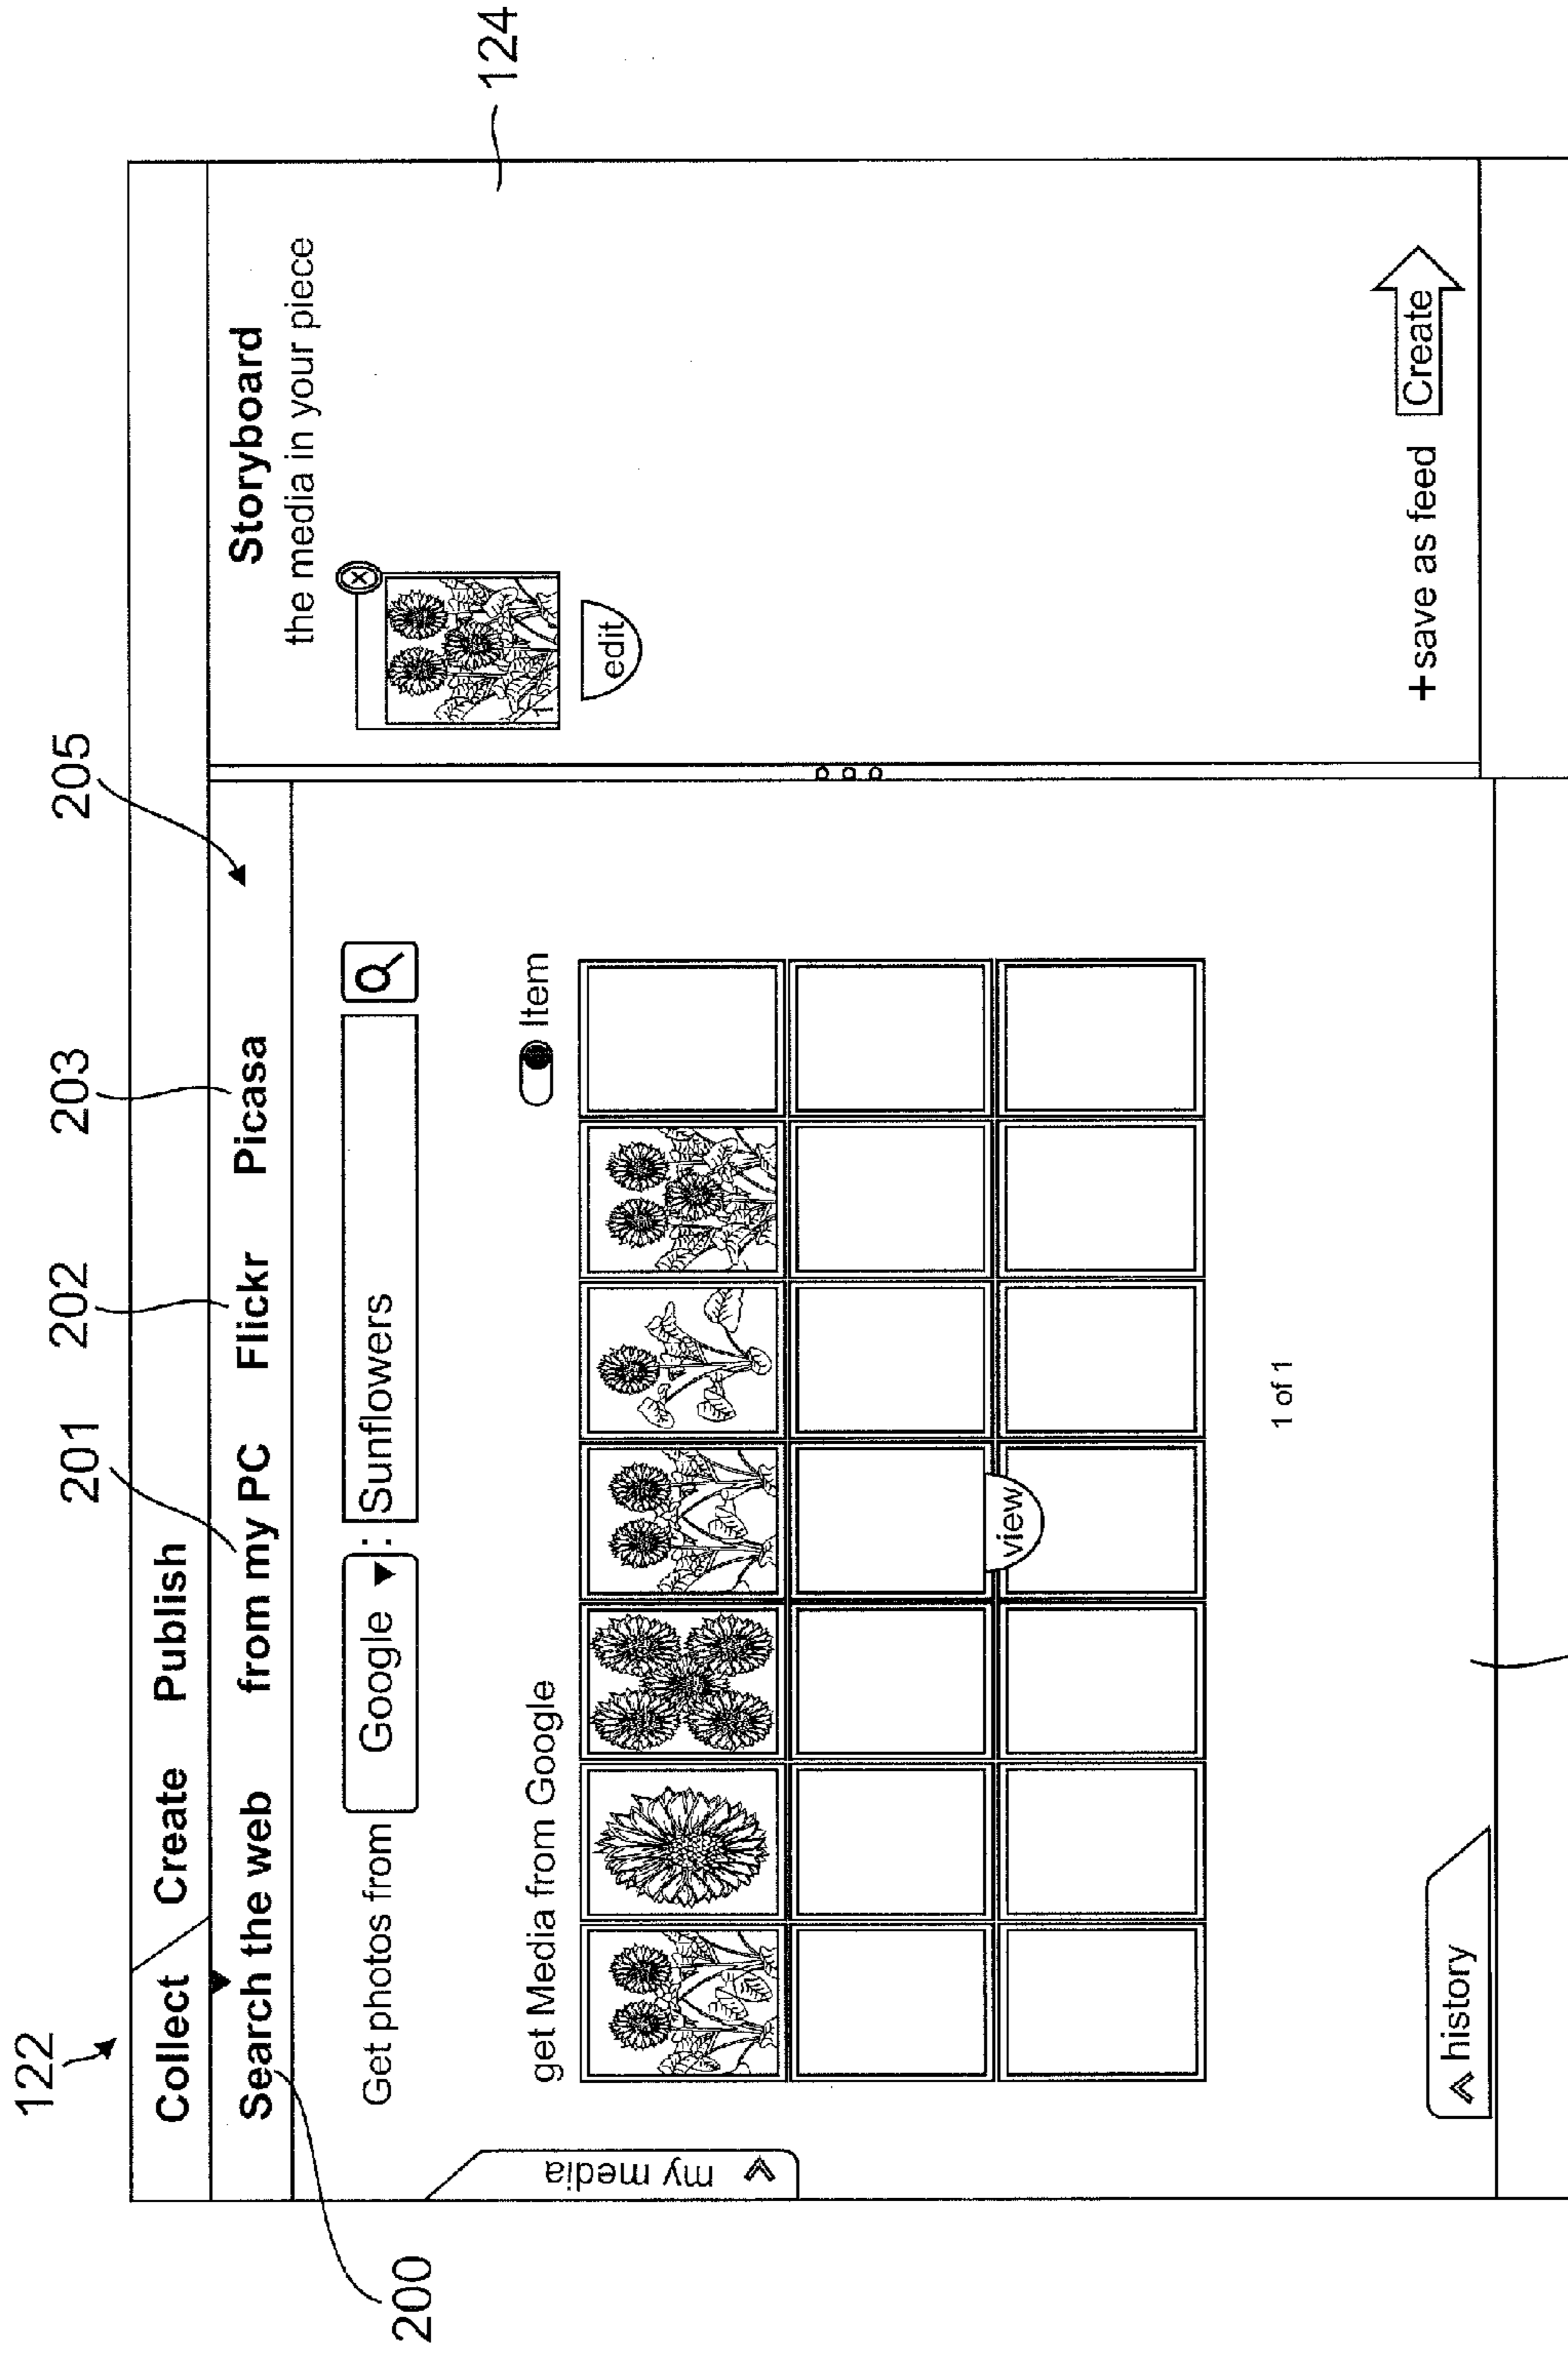 122
202
203
205
201
124
200
Collect Create Publish
Search the web from my PC Flickr Picasa
Storyboard
the media in your piece
Get photos from Google : Sunflowers
get Media from Google
Item
my media
edit
view
1 of 1
history
+save as feed Create